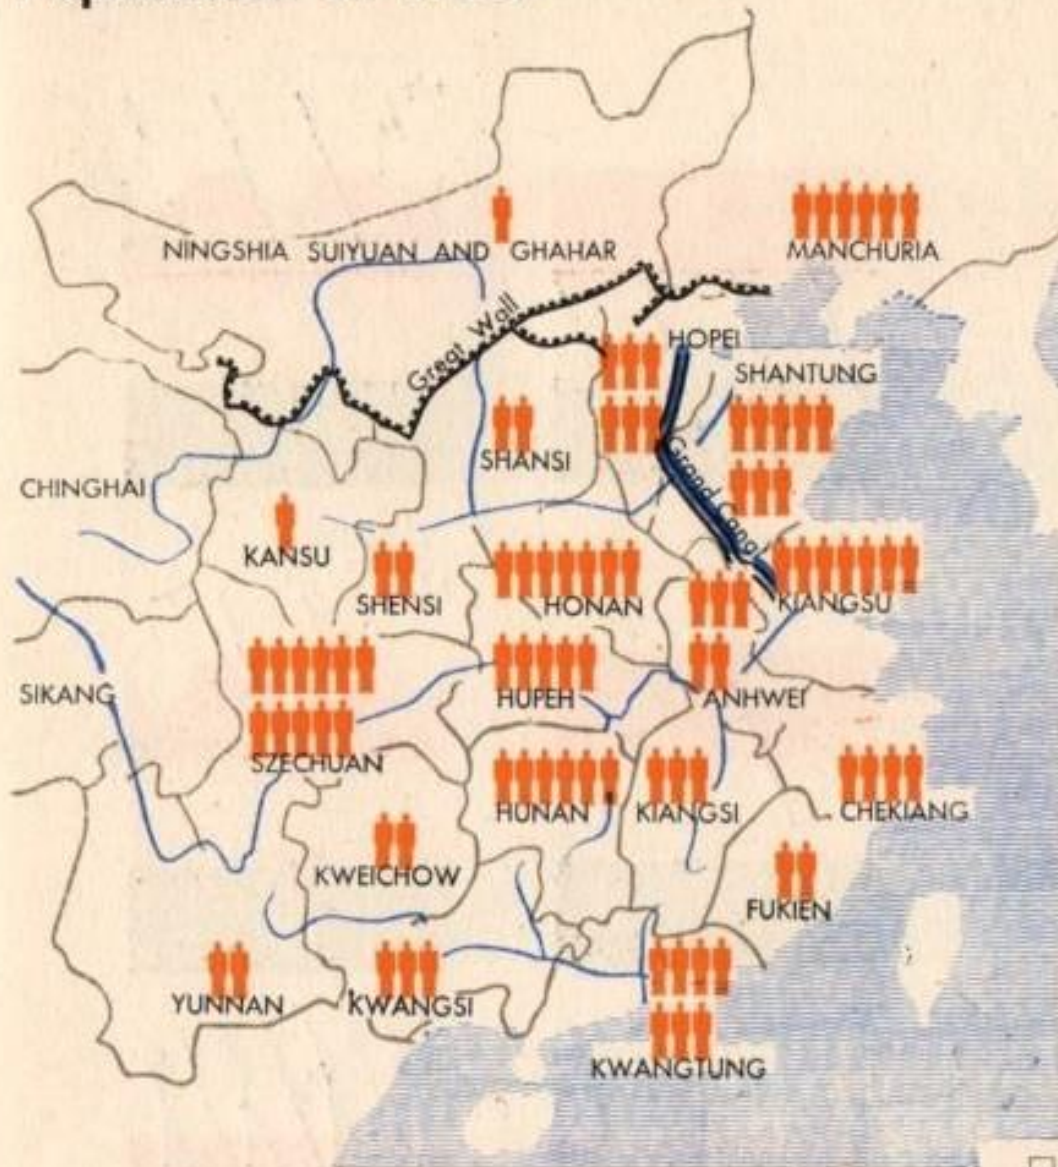 NINGSHIA SUIYUAN AND GHAHAR
MANCHURIA
Great Wall
HOPEI
SHANTUNG
Grand Canal
SHANSI
CHINGHAI
KANSU
SHENSI
HONAN
KIANGSU
SIKANG
HUPEH
ANHWEI
SZECHUAN
HUNAN
KIANGSI
CHEKIANG
KWEICHOW
FUKIEN
YUNNAN
KWANGSI
KWANGTUNG